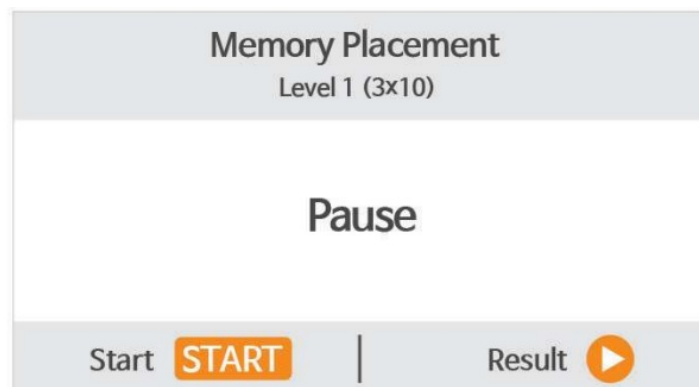 Memory Placement
Level 1 (3x10)
Pause
Start START | Result